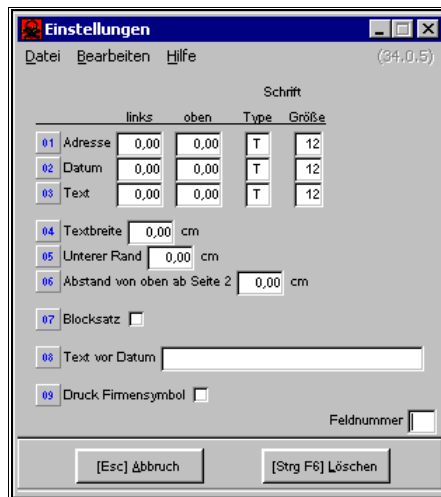 Einstellungen
Datei Bearbeiten Hilfe (34.0.5)
Schrift
links oben Type Größe
01 Adresse 0,00 0,00 T 12
02 Datum 0,00 0,00 T 12
03 Text 0,00 0,00 T 12
04 Textbreite 0,00 cm
05 Unterer Rand 0,00 cm
06 Abstand von oben ab Seite 2 0,00 cm
07 Blocksatz
08 Text vor Datum
09 Druck Firmensymbol
Feldnummer
[Esc] Abbruch [Strg F6] Löschen